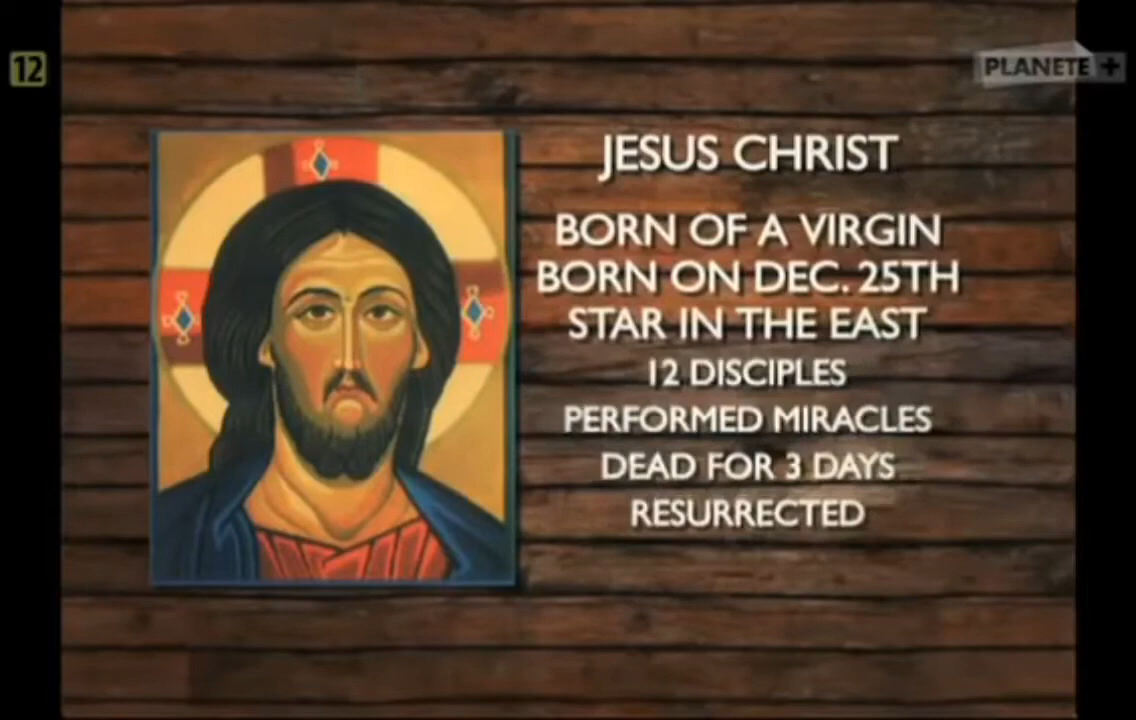 12
PLANETE +
JESUS CHRIST
BORN OF A VIRGIN
BORN ON DEC. 25TH
STAR IN THE EAST
12 DISCIPLES
PERFORMED MIRACLES
DEAD FOR 3 DAYS
RESURRECTED